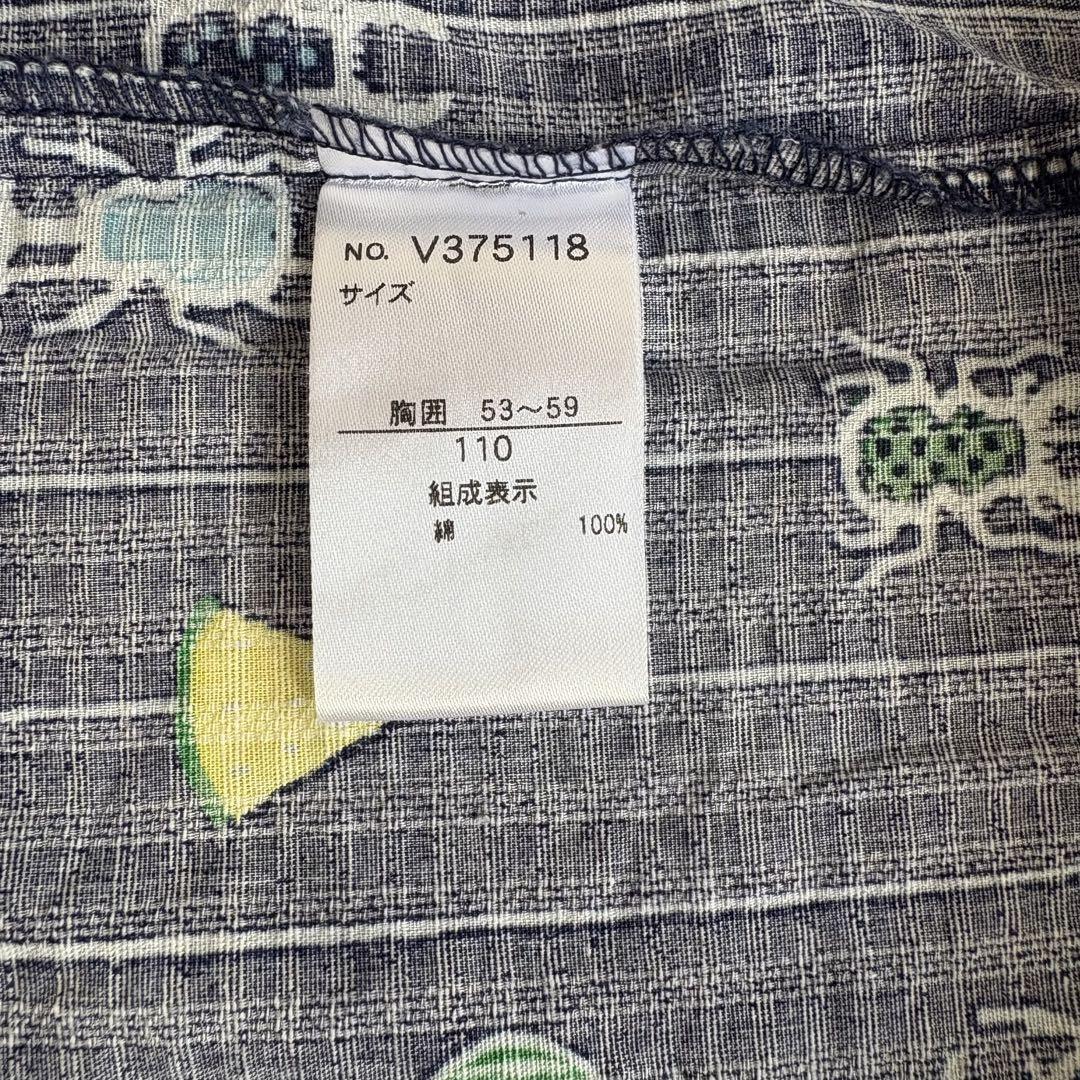 NO. V375118
サイズ
胸囲 53～59
110
組成表示
綿 100%